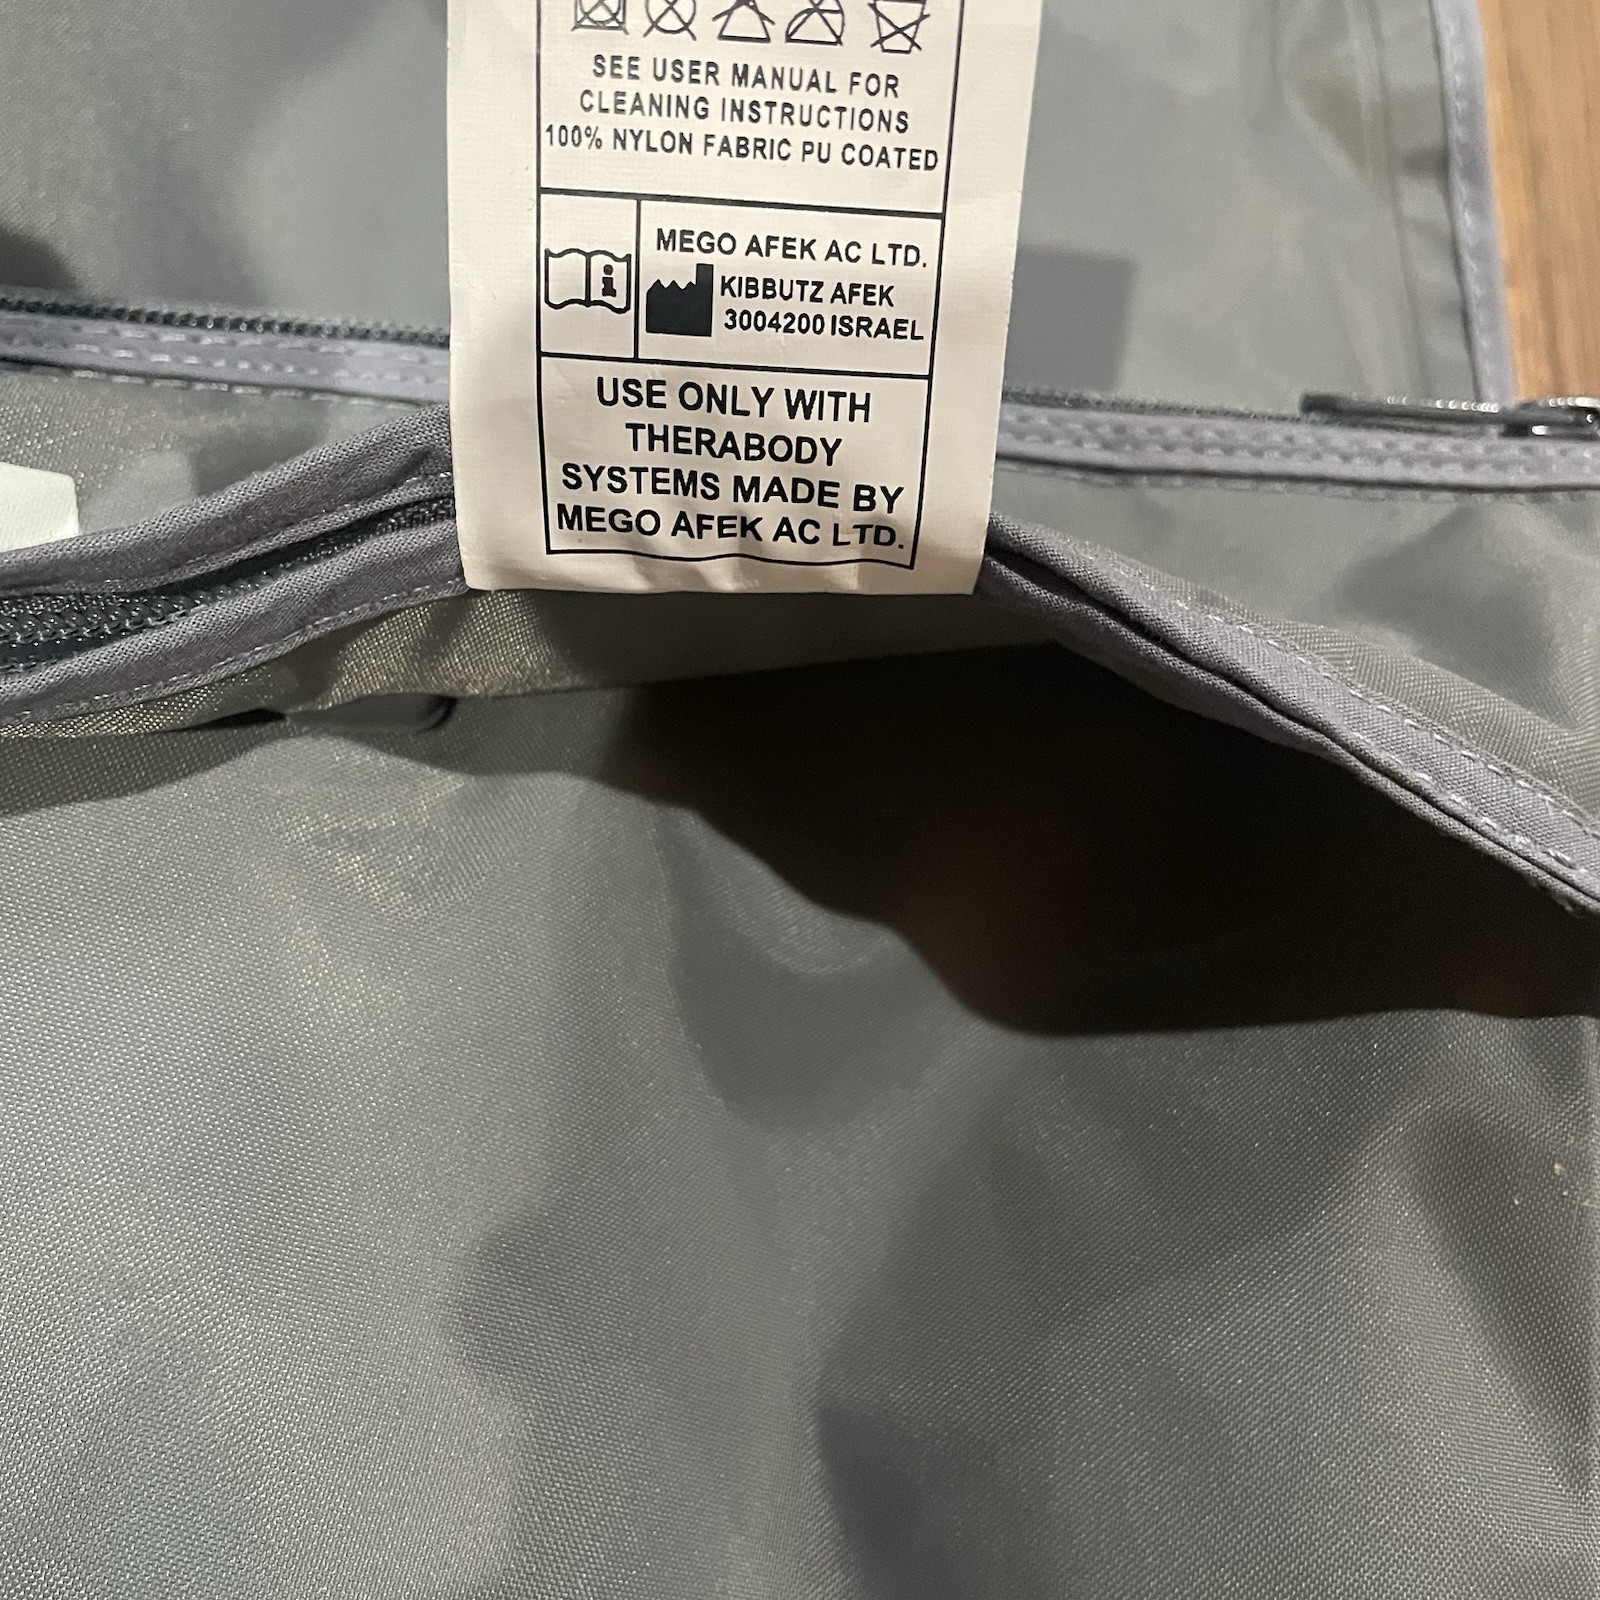 SEE USER MANUAL FOR
CLEANING INSTRUCTIONS
100% NYLON FABRIC PU COATED
MEGO AFEK AC LTD.
KIBBUTZ AFEK
3004200 ISRAEL
USE ONLY WITH
THERABODY
SYSTEMS MADE BY
MEGO AFEK AC LTD.